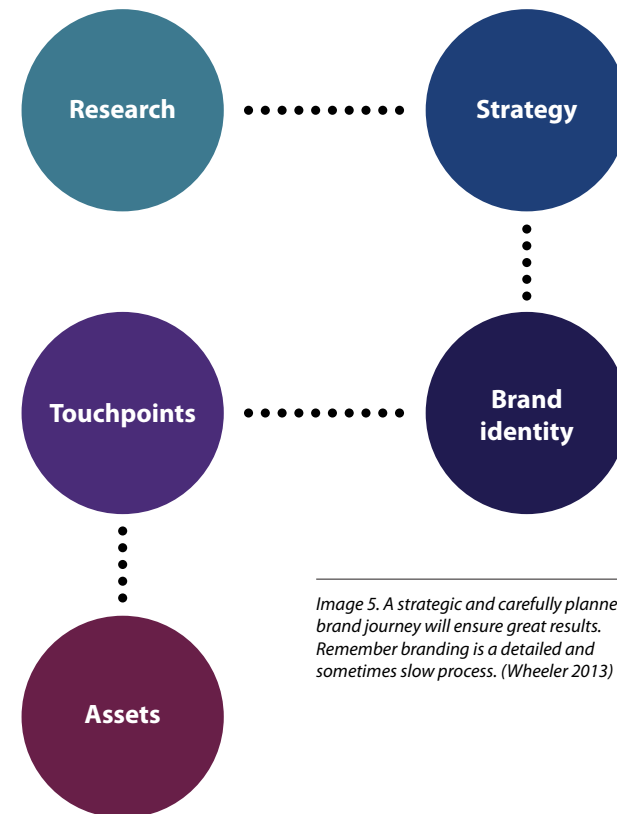 Research
Strategy
Touchpoints
Brand
identity
Image 5. A strategic and carefully planne
brand journey will ensure great results.
Remember branding is a detailed and
sometimes slow process. (Wheeler 2013)
Assets